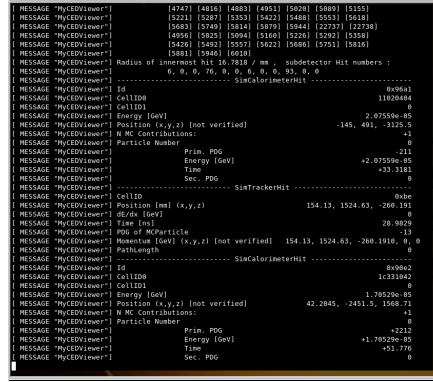 [ MESSAGE "MyCEDViewer"] [4747] [4816] [4883] [4951] [5020] [5089] [5155]
[ MESSAGE "MyCEDViewer"] [5221] [5287] [5353] [5422] [5488] [5553] [5618]
[ MESSAGE "MyCEDViewer"] [5683] [5749] [5814] [5879] [5944] [22737] [22738]
[ MESSAGE "MyCEDViewer"] [4956] [5025] [5094] [5160] [5226] [5292] [5358]
[ MESSAGE "MyCEDViewer"] [5426] [5492] [5557] [5622] [5686] [5751] [5816]
[ MESSAGE "MyCEDViewer"] [5881] [5946] [6010]
[ MESSAGE "MyCEDViewer"] Radius of innermost hit 16.7818 / mm , subdetector Hit numbers :
[ MESSAGE "MyCEDViewer"] 6, 0, 0, 76, 0, 0, 6, 0, 0, 93, 0, 0
[ MESSAGE "MyCEDViewer"] -------------------------- SimCalorimeterHit --------------------------
[ MESSAGE "MyCEDViewer"] Id 0x96a1
[ MESSAGE "MyCEDViewer"] CellID0 11020404
[ MESSAGE "MyCEDViewer"] CellID1 0
[ MESSAGE "MyCEDViewer"] Energy [GeV] 2.07559e-05
[ MESSAGE "MyCEDViewer"] Position (x,y,z) [not verified] -145, 491, -3125.5
[ MESSAGE "MyCEDViewer"] N MC Contributions: +1
[ MESSAGE "MyCEDViewer"] Particle Number 0
[ MESSAGE "MyCEDViewer"] Prim. PDG -211
[ MESSAGE "MyCEDViewer"] Energy [GeV] +2.07559e-05
[ MESSAGE "MyCEDViewer"] Time +33.3181
[ MESSAGE "MyCEDViewer"] Sec. PDG 0
[ MESSAGE "MyCEDViewer"] -------------------------- SimTrackerHit --------------------------
[ MESSAGE "MyCEDViewer"] CellID 0xbe
[ MESSAGE "MyCEDViewer"] Position [mm] (x,y,z) 154.13, 1524.63, -260.191
[ MESSAGE "MyCEDViewer"] dE/dx [GeV] 0
[ MESSAGE "MyCEDViewer"] Time [ns] 28.9829
[ MESSAGE "MyCEDViewer"] PDG of MCParticle -13
[ MESSAGE "MyCEDViewer"] Momentum [GeV] (x,y,z) [not verified] 154.13, 1524.63, -260.1910, 0, 0
[ MESSAGE "MyCEDViewer"] PathLength 0
[ MESSAGE "MyCEDViewer"] -------------------------- SimCalorimeterHit --------------------------
[ MESSAGE "MyCEDViewer"] Id 0x90e2
[ MESSAGE "MyCEDViewer"] CellID0 1c331042
[ MESSAGE "MyCEDViewer"] CellID1 0
[ MESSAGE "MyCEDViewer"] Energy [GeV] 1.70529e-05
[ MESSAGE "MyCEDViewer"] Position (x,y,z) [not verified] 42.2845, -2451.5, 1568.71
[ MESSAGE "MyCEDViewer"] N MC Contributions: +1
[ MESSAGE "MyCEDViewer"] Particle Number 0
[ MESSAGE "MyCEDViewer"] Prim. PDG +2212
[ MESSAGE "MyCEDViewer"] Energy [GeV] +1.70529e-05
[ MESSAGE "MyCEDViewer"] Time +51.776
[ MESSAGE "MyCEDViewer"] Sec. PDG 0